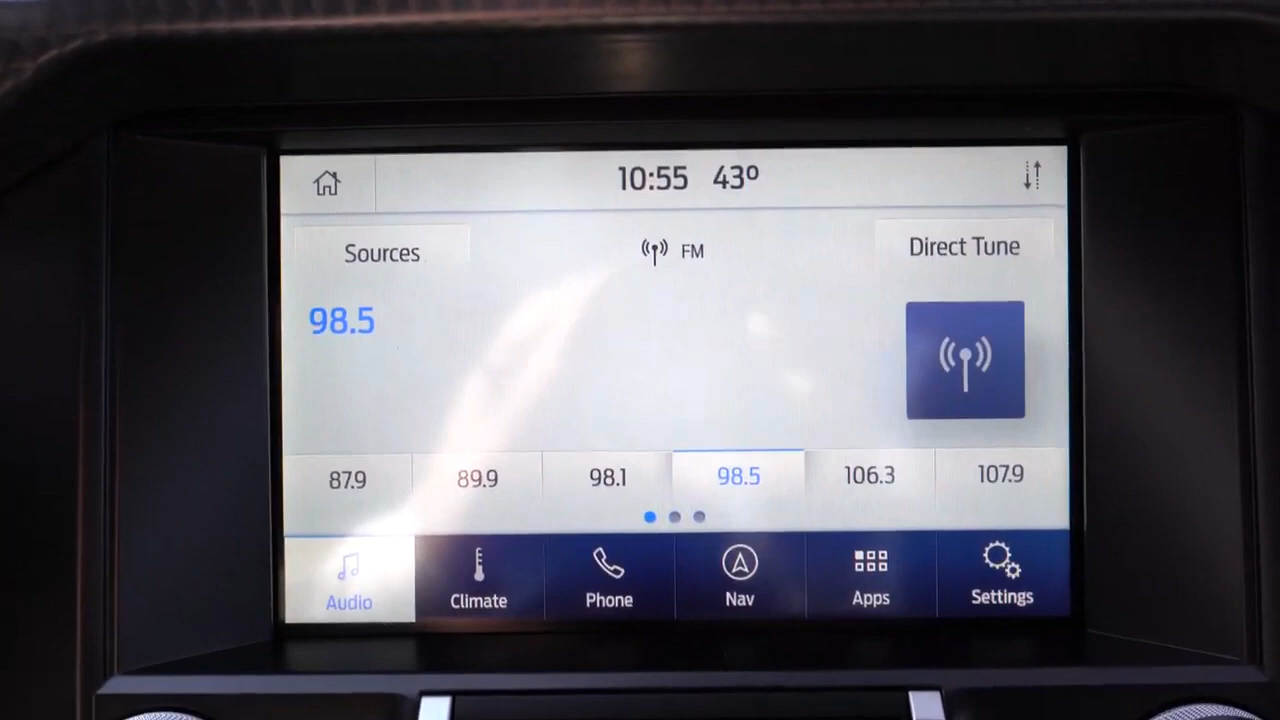 10:55 43º
Sources
FM
Direct Tune
98.5
87.9 89.9 98.1 98.5 106.3 107.9
Audio Climate Phone Nav Apps Settings